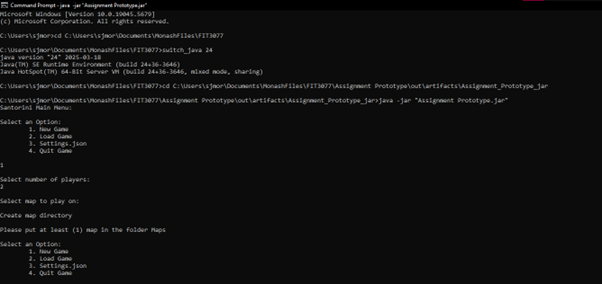 Command Prompt - java -jar "Assignment Prototype.jar"
Microsoft Windows [Version 10.0.19045.5679]
(c) Microsoft Corporation. All rights reserved.
C:\Users\sjmor>cd C:\Users\sjmor\Documents\MonashFiles\FIT3077
C:\Users\sjmor\Documents\MonashFiles\FIT3077>switch_java 24
java version "24" 2025-03-18
Java(TM) SE Runtime Environment (build 24+36-3646)
Java HotSpot(TM) 64-Bit Server VM (build 24+36-3646, mixed mode, sharing)
C:\Users\sjmor\Documents\MonashFiles\FIT3077>cd C:\Users\sjmor\Documents\MonashFiles\FIT3077\Assignment Prototype\out\artifacts\Assignment_Prototype_jar
C:\Users\sjmor\Documents\MonashFiles\FIT3077\Assignment Prototype\out\artifacts\Assignment_Prototype_jar>java -jar "Assignment Prototype.jar"
Santorini Main Menu:
Select an Option:
1. New Game
2. Load Game
3. Settings.json
4. Quit Game
1
Select number of players:
2
Select map to play on:
Create map directory
Please put at least (1) map in the folder Maps
Select an Option:
1. New Game
2. Load Game
3. Settings.json
4. Quit Game